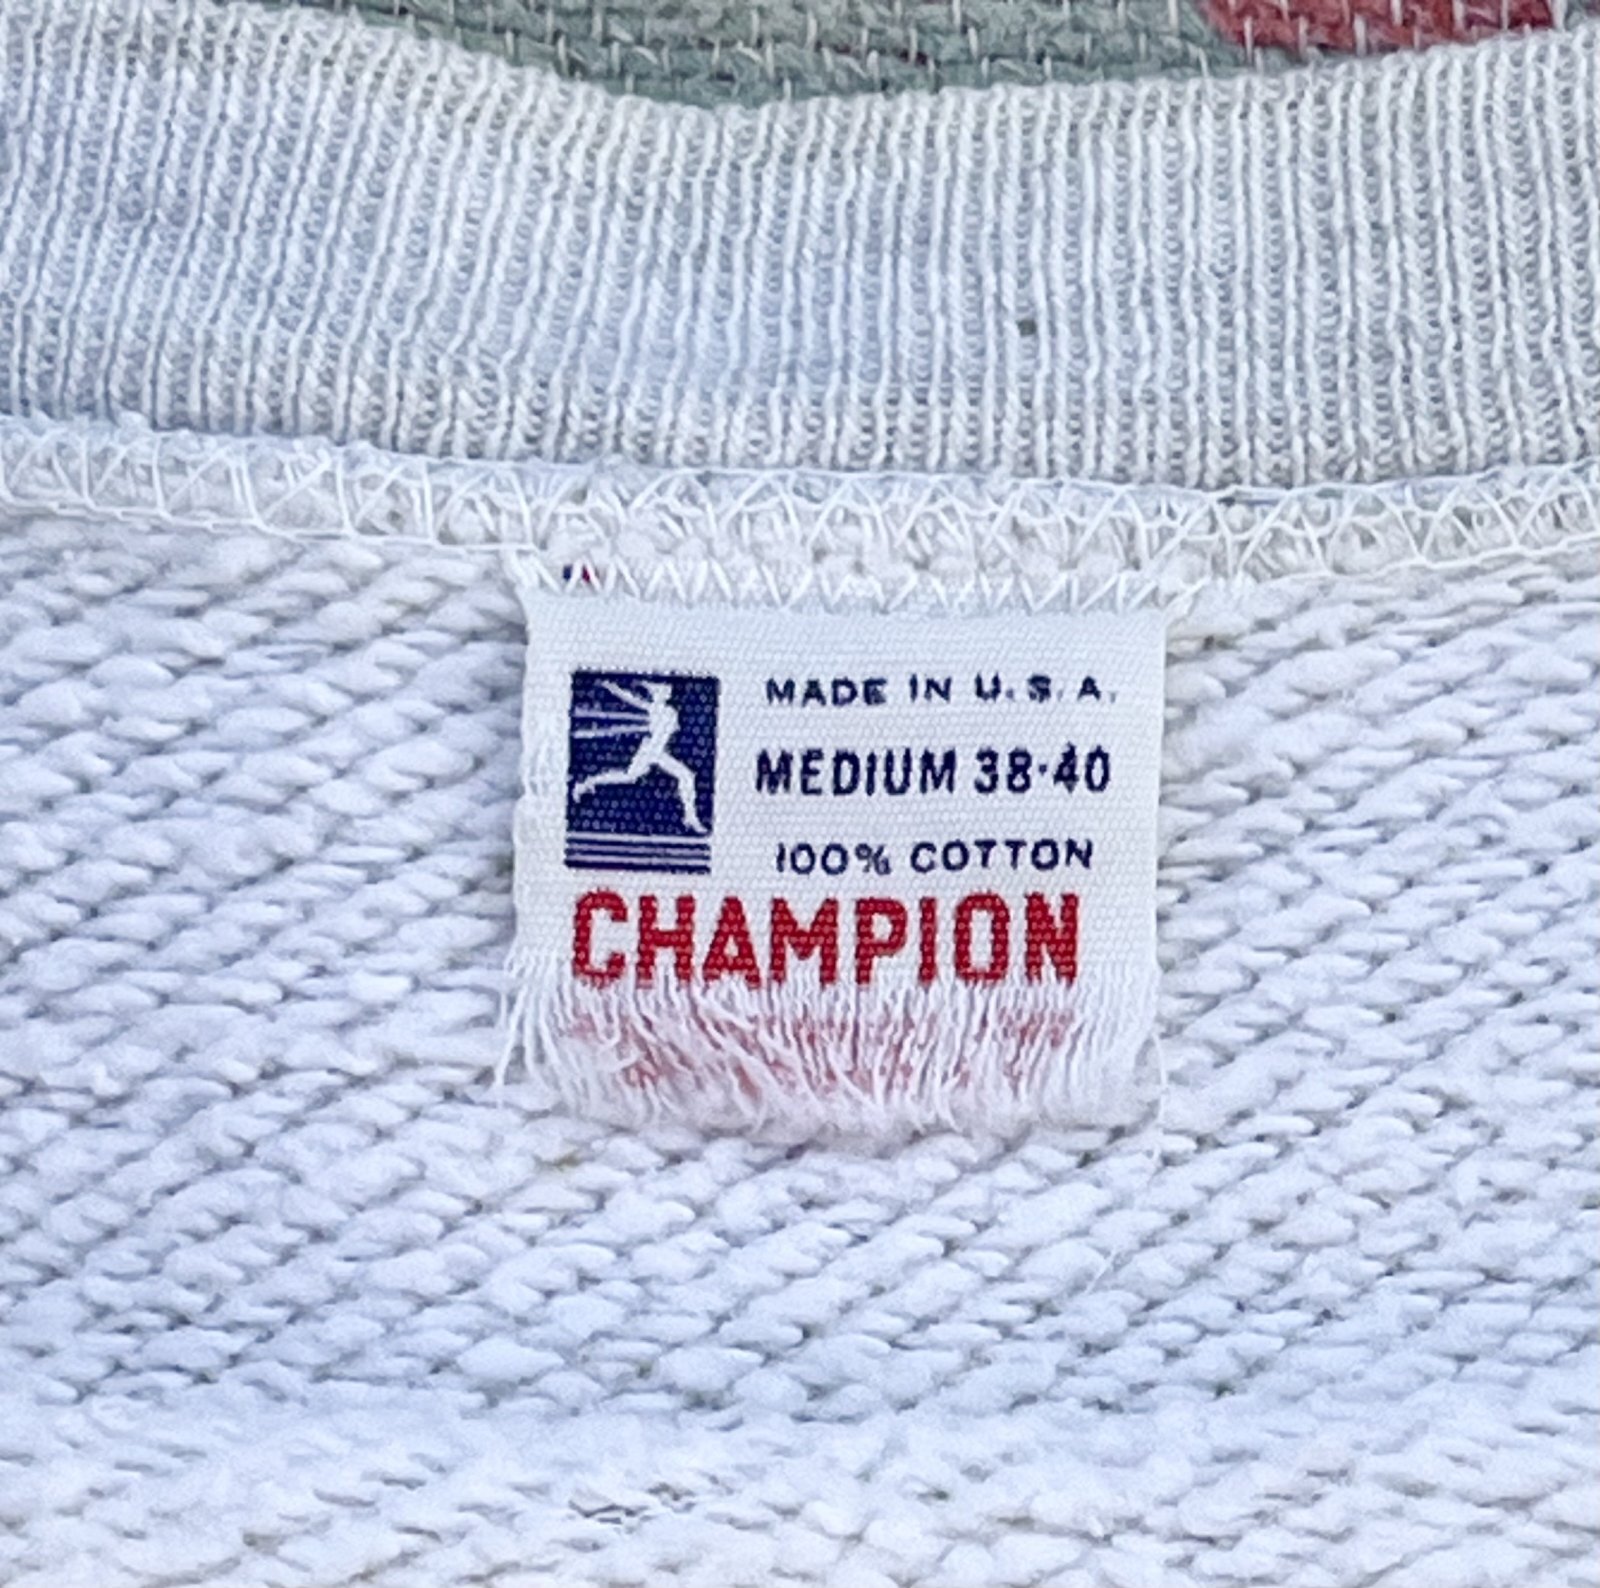 MADE IN U.S.A.
MEDIUM 38·40
100% COTTON
CHAMPION